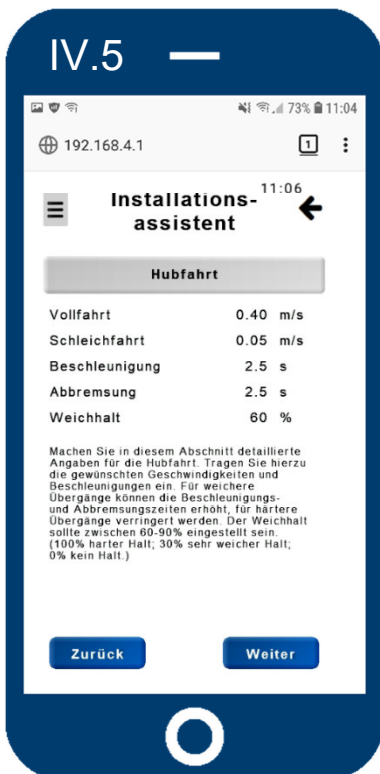 IV.5
73% 11:04
192.168.4.1 1
11:06
Installations-
assistent
Hubfahrt
Vollfahrt 0.40 m/s
Schleichfahrt 0.05 m/s
Beschleunigung 2.5 s
Abbremsung 2.5 s
Weichhalt 60 %
Machen Sie in diesem Abschnitt detaillierte
Angaben für die Hubfahrt. Tragen Sie hierzu
die gewünschten Geschwindigkeiten und
Beschleunigungen ein. Für weichere
Übergänge können die Beschleunigungs-
und Abbremsungszeiten erhöht, für härtere
Übergänge verringert werden. Der Weichhalt
sollte zwischen 60-90% eingestellt sein.
(100% harter Halt; 30% sehr weicher Halt;
0% kein Halt.)
Zurück Weiter